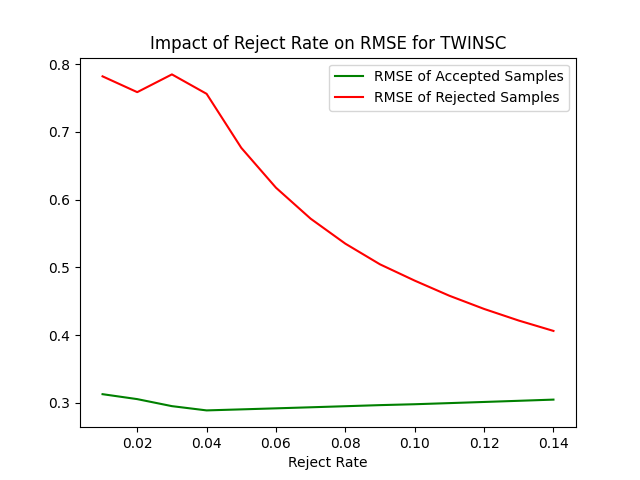 Impact of Reject Rate on RMSE for TWINSC
RMSE of Accepted Samples
RMSE of Rejected Samples
0.8
0.7
0.6
0.5
0.4
0.3
0.02 0.04 0.06 0.08 0.10 0.12 0.14
Reject Rate